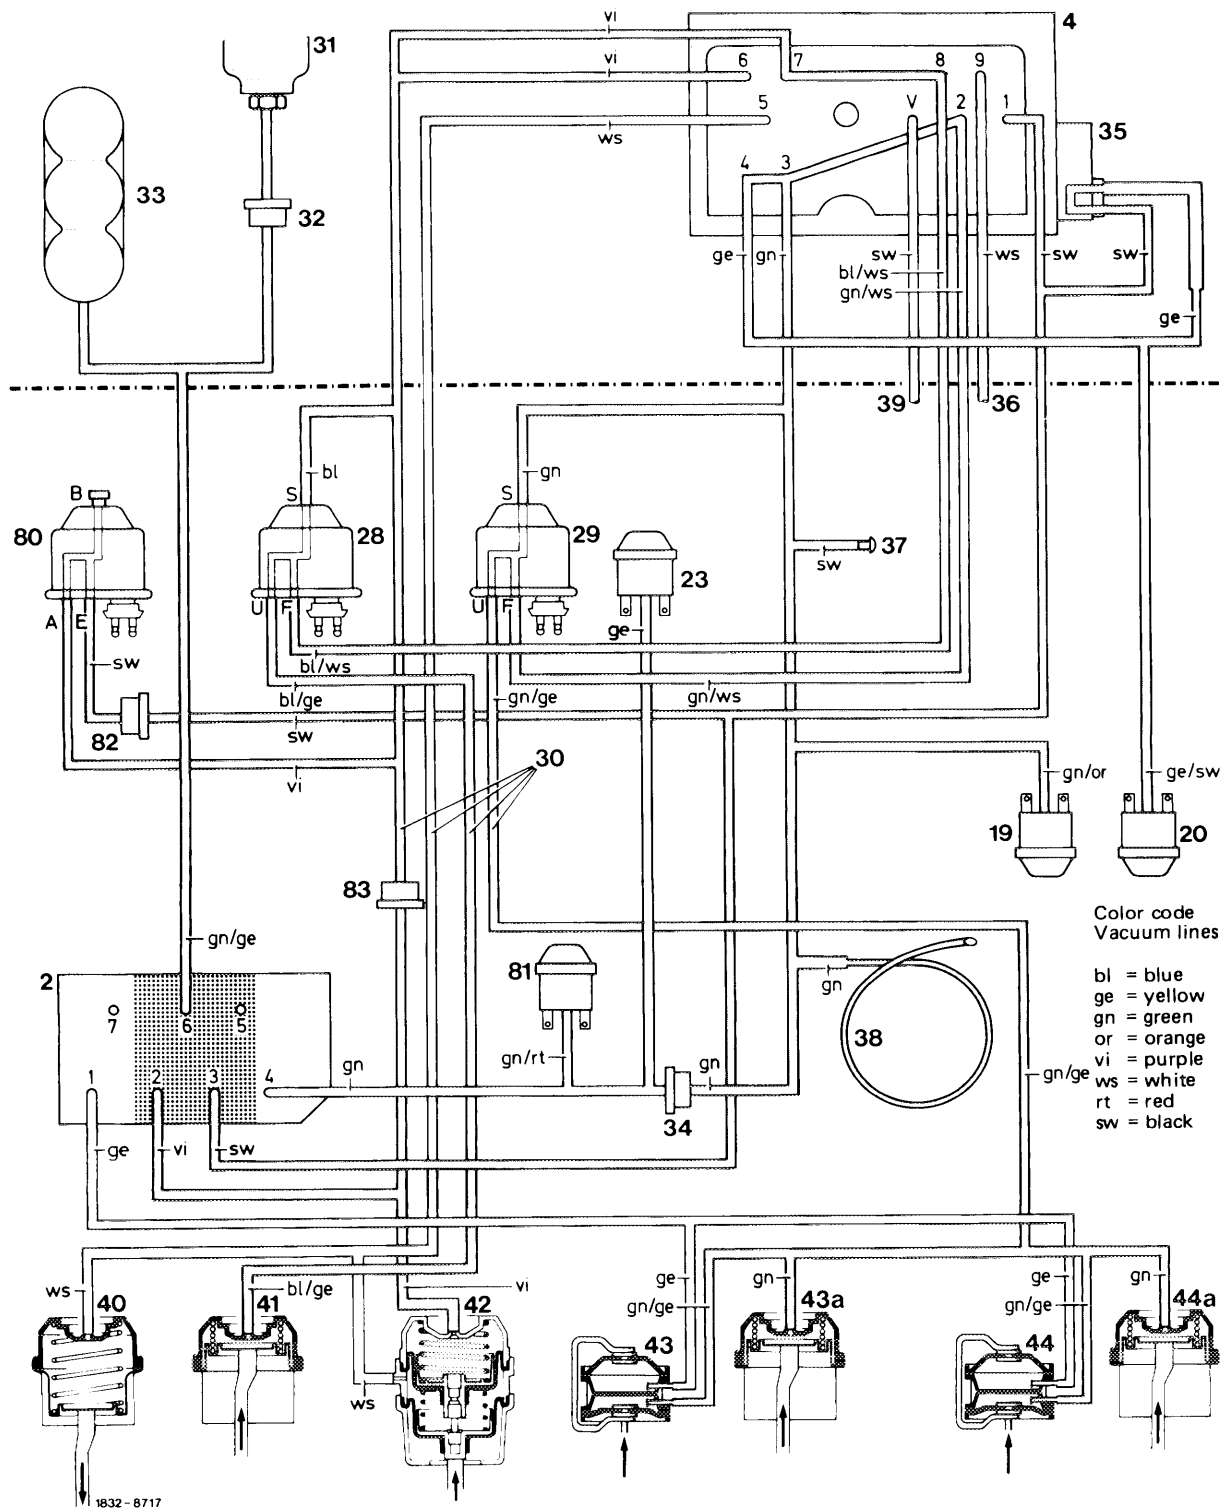 vi
4
31
vi
6
7
8
9
5
V
2
1
35
ws
33
32
4
3
ge
gn
sw
ws
sw
sw
bl/ws
gn/ws
ge
39
36
bl
gn
B
S
S
80
28
29
37
sw
23
A
E
U
F
U
F
ge
sw
bl/ws
bl/ge
gn/ge
gn/ws
82
sw
30
vi
gn/or
ge/sw
19
20
83
Color code
Vacuum lines
gn/ge
bl = blue
ge = yellow
gn = green
or = orange
vi = purple
ws = white
rt = red
sw = black
2
81
gn
7
6
5
38
gn/rt
1
2
3
4
gn
gn
gn/ge
34
ge
vi
sw
ws
40
bl/ge
41
vi
42
ge
gn/ge
gn
43a
43
ge
gn/ge
gn
44a
44
ws
1832-8717